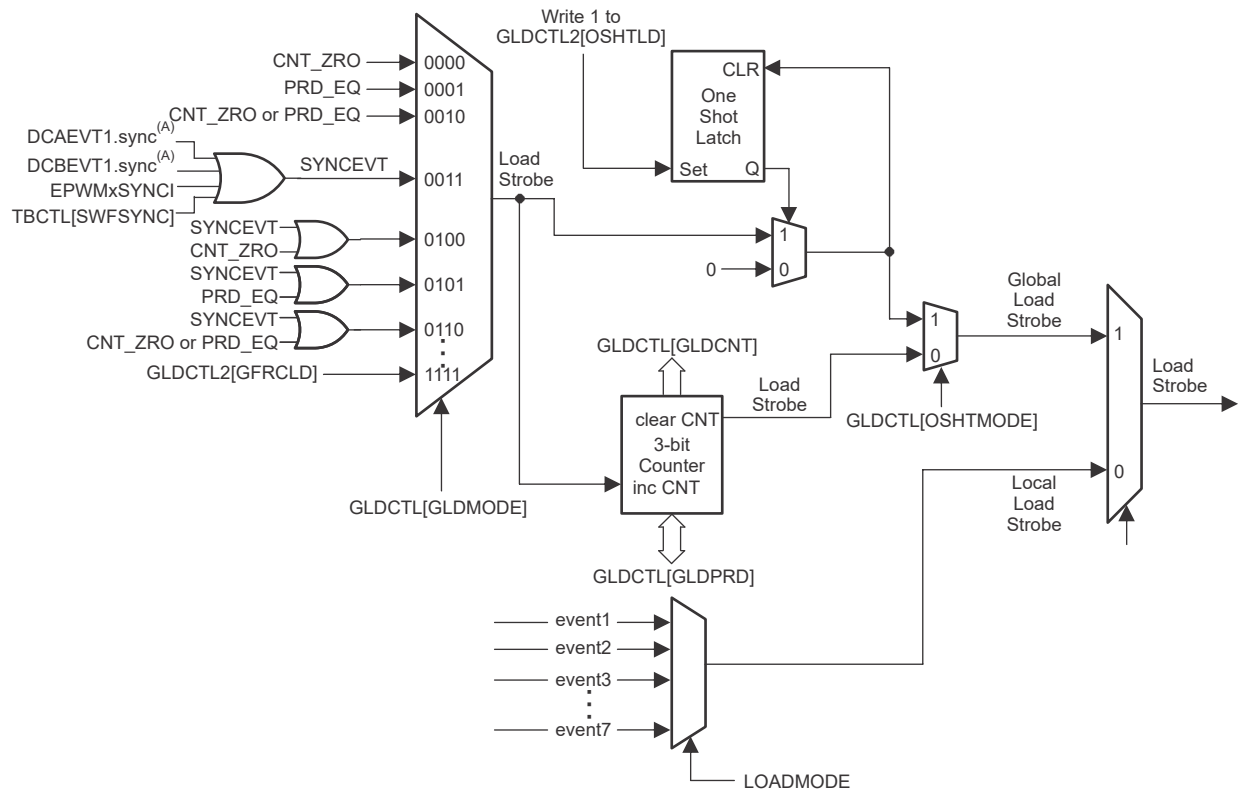 Write 1 to
GLDCTL2[OSHTLD]
CNT_ZRO
0000
PRD_EQ
0001
CNT_ZRO or PRD_EQ
0010
DCAEVT1.sync(A)
DCBEVT1.sync(A)
EPWMxSYNCI
TBCTL[SWFSYNC]
SYNCEVT
0011
SYNCEVT
CNT_ZRO
0100
SYNCEVT
PRD_EQ
0101
SYNCEVT
CNT_ZRO or PRD_EQ
0110
GLDCTL2[GFRCLD]
1111
GLDCTL[GLDMODE]
Load
Strobe
CLR
One
Shot
Latch
Set
Q
1
0
0
GLDCTL[GLDCNT]
clear CNT
3-bit
Counter
inc CNT
GLDCTL[GLDPRD]
Load
Strobe
1
0
GLDCTL[OSHTMODE]
Global
Load
Strobe
1
0
Local
Load
Strobe
Load
Strobe
event1
event2
event3
event7
LOADMODE